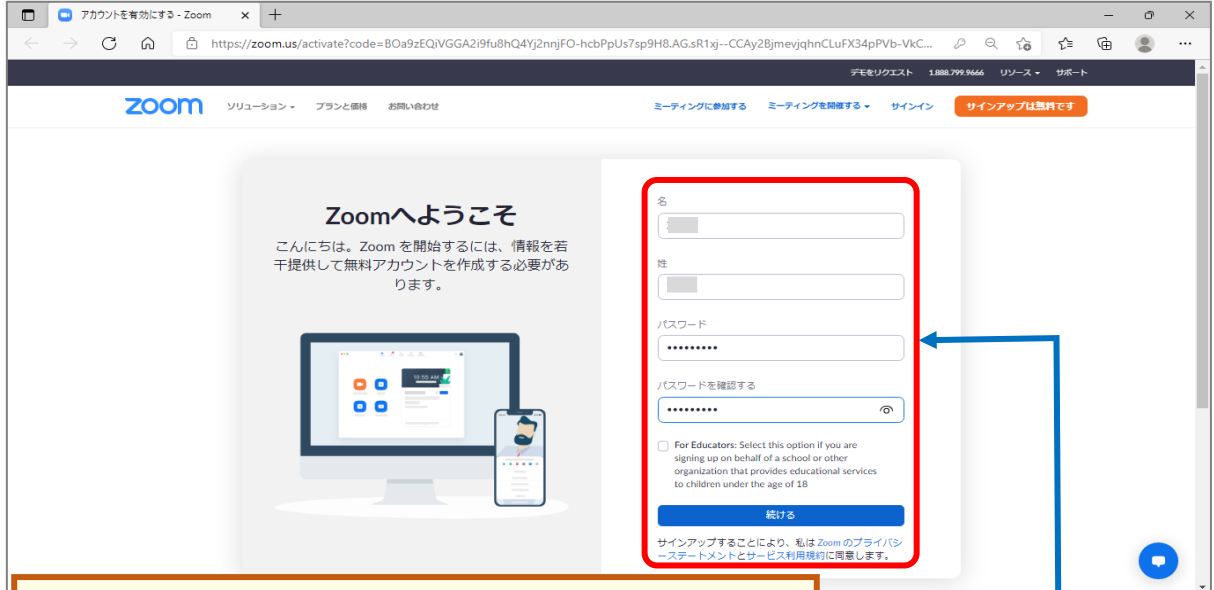 アカウントを有効にする - Zoom
https://zoom.us/activate?code=BOa9zEQiVGGA2i9fu8hQ4Yj2nnjFO-hcbPpUs7sp9H8.AG.sR1xj--CCAy2BjmevjqhnCLuFX34pPVb-VkC...
デモをリクエスト 1.888.799.9666 リソース サポート
zoom ソリューション プランと価格 お問い合わせ ミーティングに参加する ミーティングを開催する サインイン サインアップは無料です
Zoomへようこそ
こんにちは。Zoom を開始するには、情報を若
干提供して無料アカウントを作成する必要があ
ります。
10:55 AM
名
姓
パスワード
•••••••••
パスワードを確認する
•••••••••
For Educators: Select this option if you are
signing up on behalf of a school or other
organization that provides educational services
to children under the age of 18
続ける
サインアップすることにより、私は Zoom のプライバシ
ーステートメントとサービス利用規約に同意します。